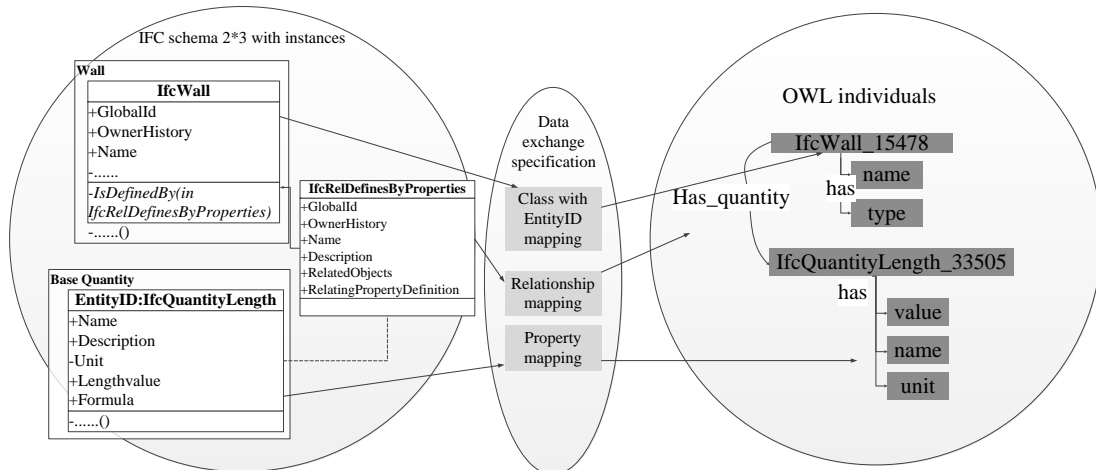 IFC schema 2*3 with instances
Wall
IfcWall
+GlobalId
+OwnerHistory
+Name
-......
-IsDefinedBy(in
IfcRelDefinesByProperties)
-......()
IfcRelDefinesByProperties
+GlobalId
+OwnerHistory
+Name
+Description
+RelatedObjects
+RelatingPropertyDefinition
Base Quantity
EntityID:IfcQuantityLength
+Name
+Description
-Unit
+Lengthvalue
+Formula
-......()
Data
exchange
specification
Class with
EntityID
mapping
Relationship
mapping
Property
mapping
OWL individuals
IfcWall_15478
name
has
type
Has_quantity
IfcQuantityLength_33505
has
value
name
unit